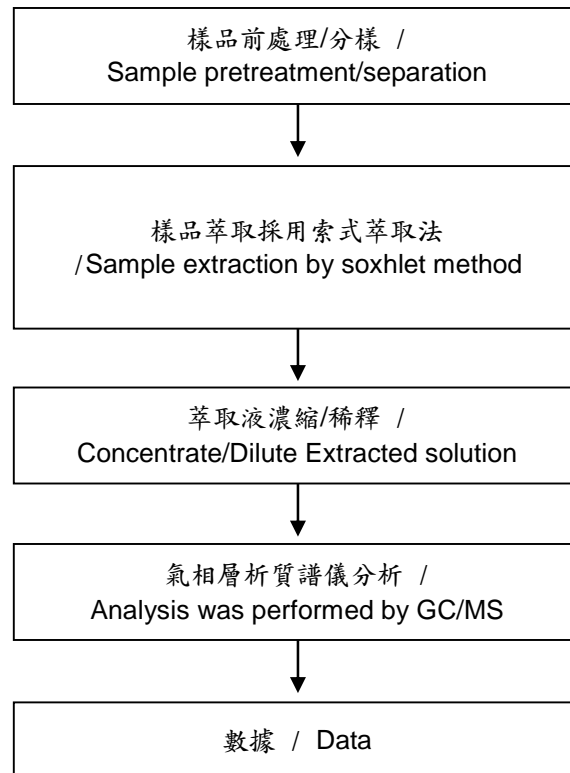 樣品前處理/分樣 /
Sample pretreatment/separation
樣品萃取採用索式萃取法
/Sample extraction by soxhlet method
萃取液濃縮/稀釋 /
Concentrate/Dilute Extracted solution
氣相層析質譜儀分析 /
Analysis was performed by GC/MS
數據 / Data